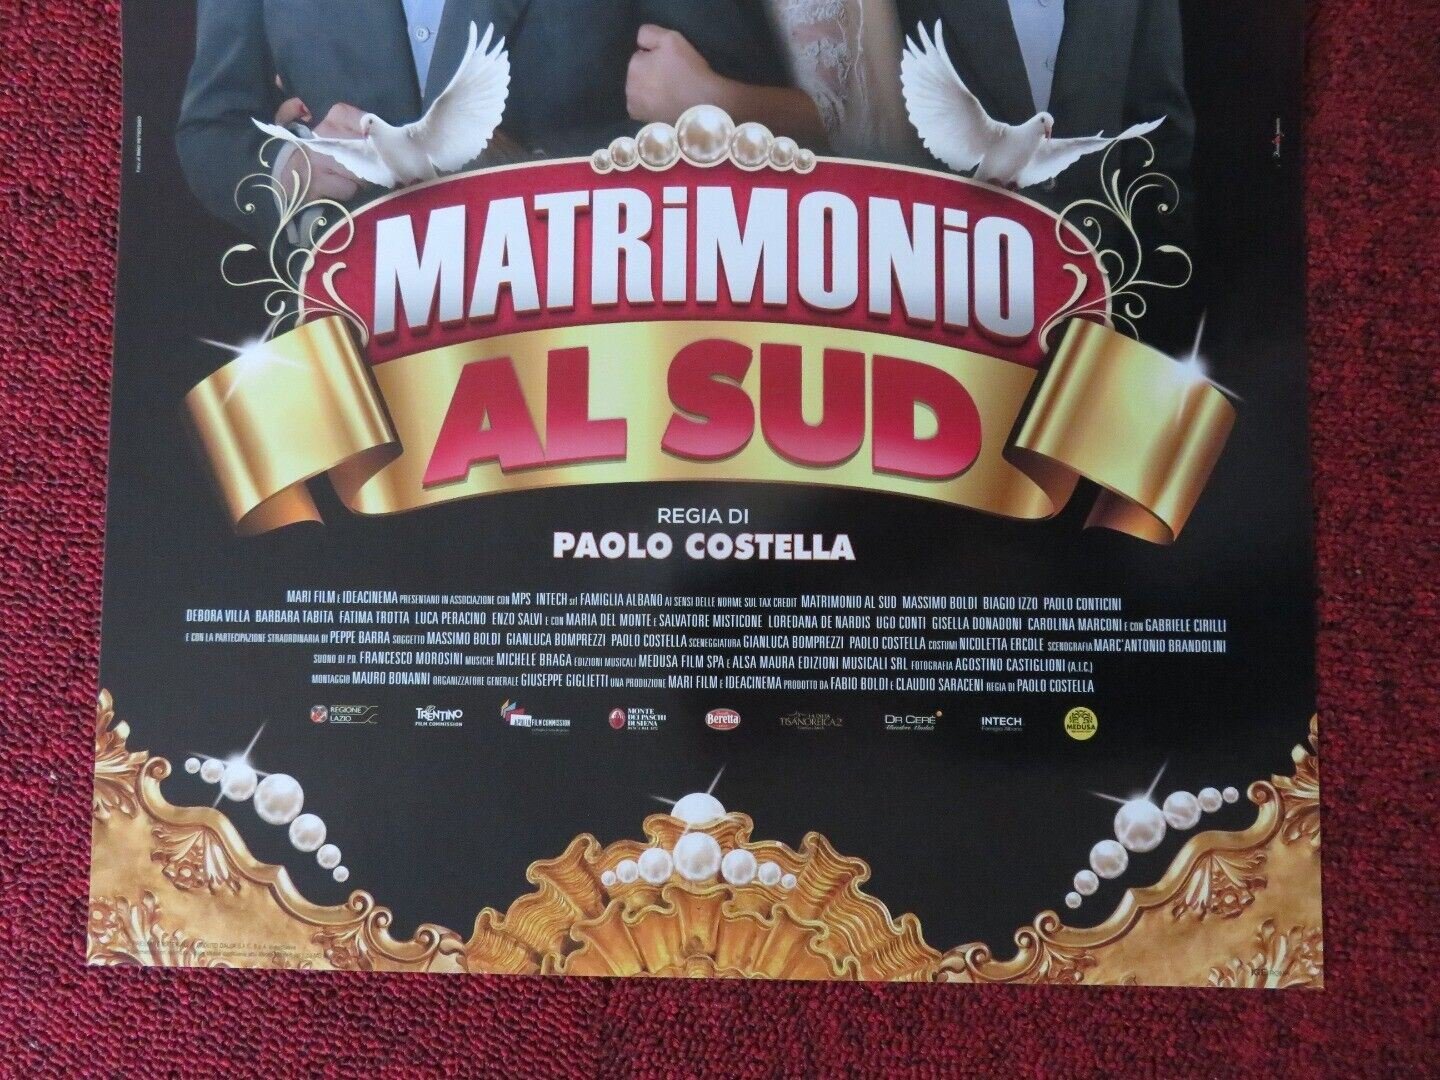 MATRiMONiO
AL SUD
REGIA DI
PAOLO COSTELLA
MARI FILM E IDEACINEMA PRESENTANO IN ASSOCIAZIONE CON MPS INTECH srl FAMIGLIA ALBANO AI SENSI DELLE NORME SUL TAX CREDIT MATRIMONIO AL SUD MASSIMO BOLDI BIAGIO IZZO PAOLO CONTICINI
DEBORA VILLA BARBARA TABITA FATIMA TROTTA LUCA PERACINO ENZO SALVI E CON MARIA DEL MONTE E SALVATORE MISTICONE LOREDANA DE NARDIS UGO CONTI GISELLA DONADONI CAROLINA MARCONI E CON GABRIELE CIRILLI
E CON LA PARTECIPAZIONE STRAORDINARIA DI PEPPE BARRA SOGGETTO MASSIMO BOLDI GIANLUCA BOMPREZZI PAOLO COSTELLA SCENEGGIATURA GIANLUCA BOMPREZZI PAOLO COSTELLA COSTUMI NICOLETTA ERCOLE SCENOGRAFIA MARC'ANTONIO BRANDOLINI
SUONO DI P.D. FRANCESCO MOROSINI MUSICHE MICHELE BRAGA EDIZIONI MUSICALI MEDUSA FILM SPA E ALSA MAURA EDIZIONI MUSICALI SRL FOTOGRAFIA AGOSTINO CASTIGLIONI (A.I.C.)
MONTAGGIO MAURO BONANNI ORGANIZZATORE GENERALE GIUSEPPE GIGLIETTI UNA PRODUZIONE MARI FILM E IDEACINEMA PRODOTTO DA FABIO BOLDI E CLAUDIO SARACENI REGIA DI PAOLO COSTELLA
REGIONE LAZIO
TRENTINO FILM COMMISSION
APULIA FILM COMMISSION
MONTE DEI PASCHI DI SIENA
Beretta
TISANOREICA2
DR CERÈ
INTECH Famiglia Albano
MEDUSA